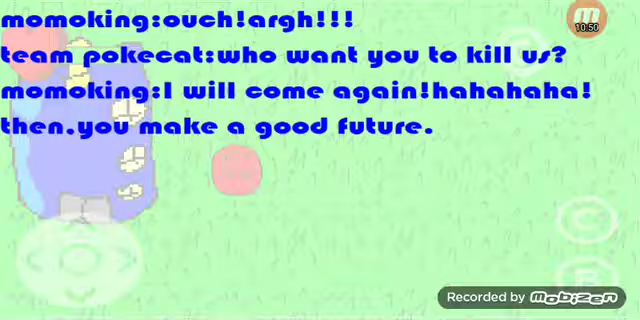 momoking:ouch!argh!!!
team pokecat:who want you to kill us?
momoking:I will come again!hahahaha!
then.you make a good future.
10:50
C
B
Recorded by mobizen